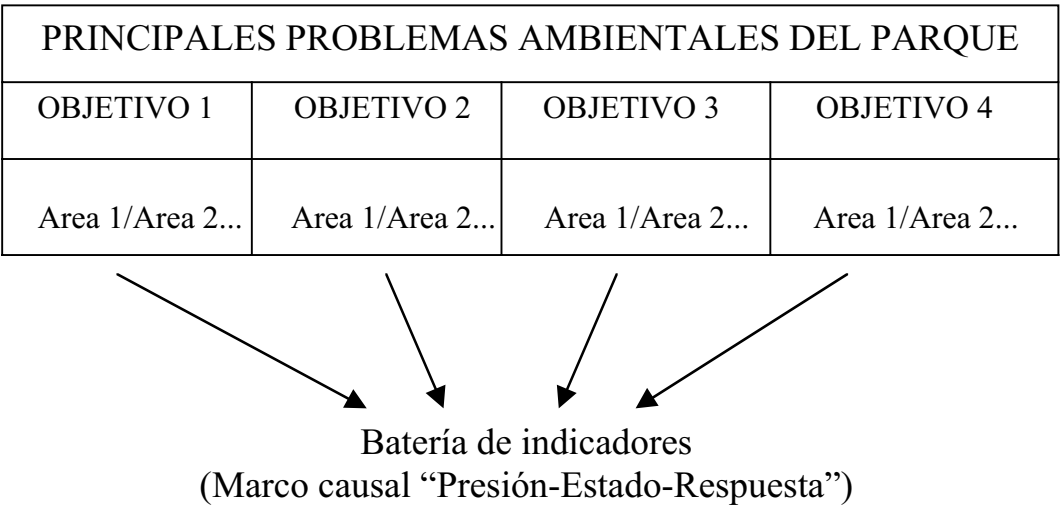 PRINCIPALES PROBLEMAS AMBIENTALES DEL PARQUE
OBJETIVO 1 OBJETIVO 2 OBJETIVO 3 OBJETIVO 4
Area 1/Area 2... Area 1/Area 2... Area 1/Area 2... Area 1/Area 2...
Batería de indicadores
(Marco causal “Presión-Estado-Respuesta”)